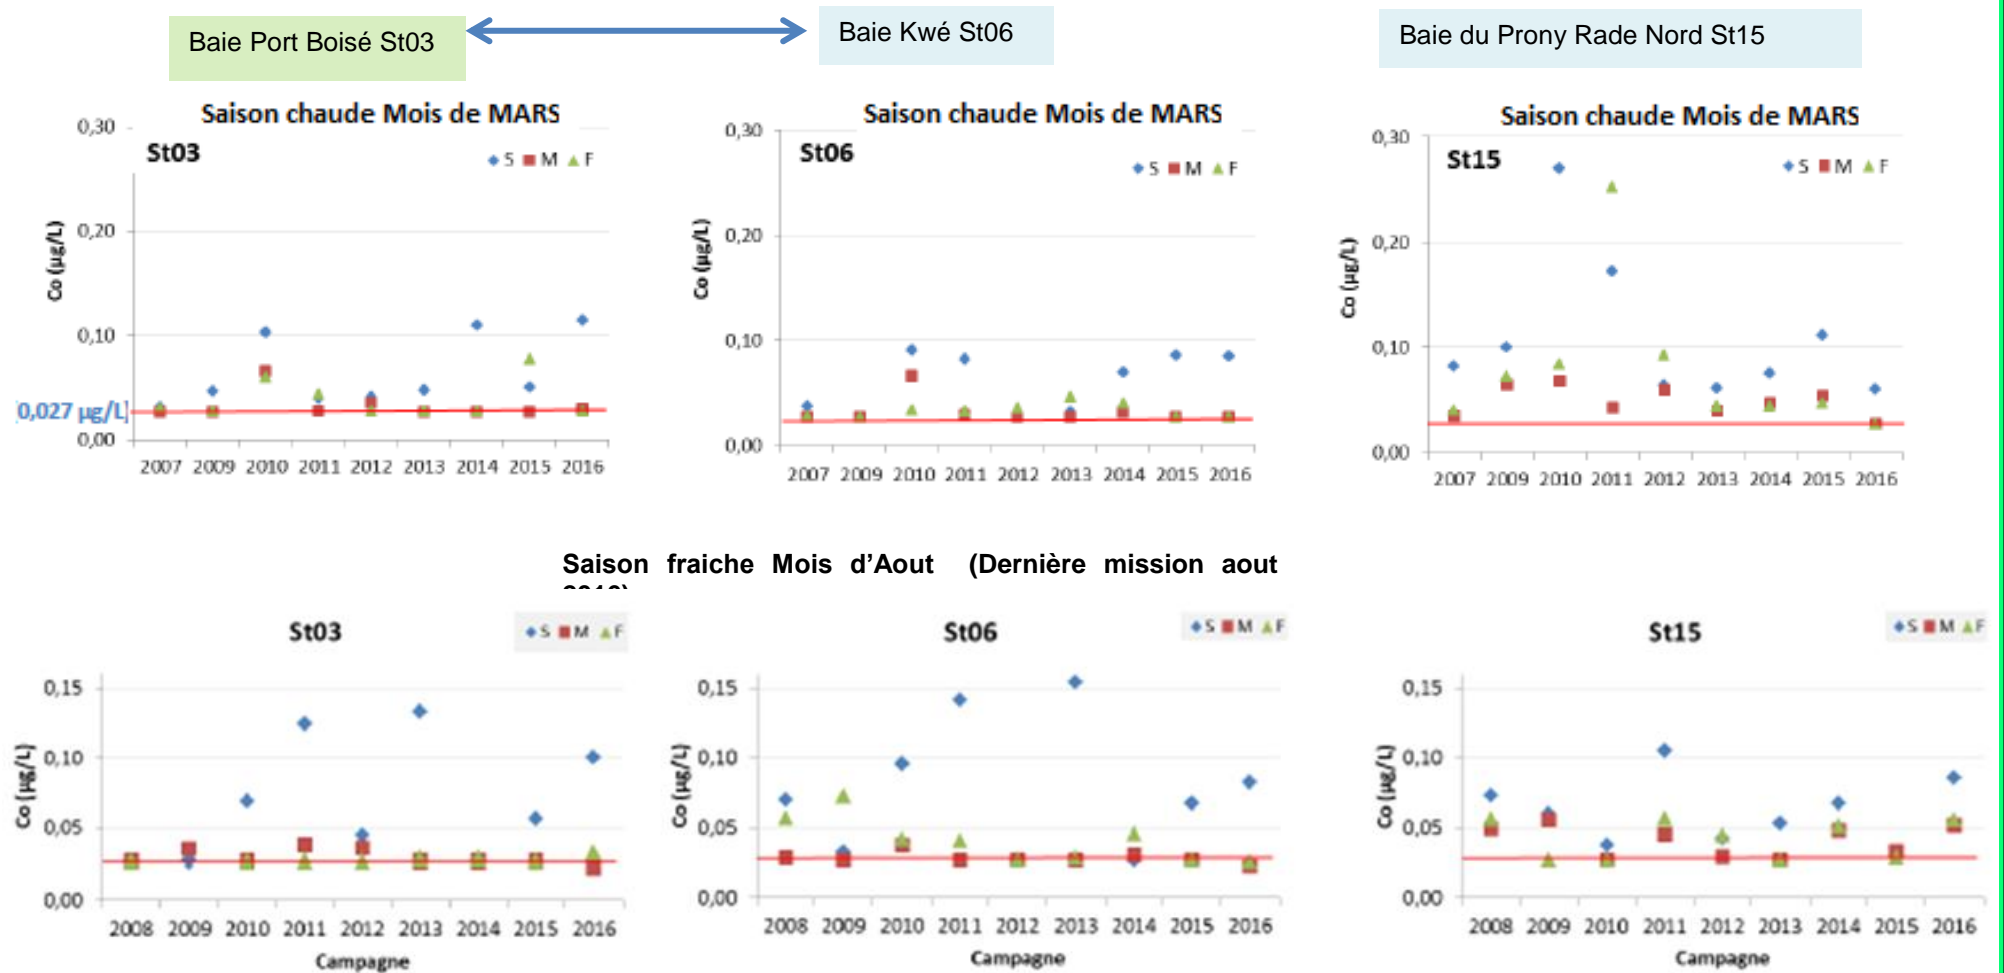 Baie Port Boisé St03
Baie Kwé St06
Baie du Prony Rade Nord St15
Saison chaude Mois de MARS
St03
S M F
Co (µg/L)
0,30
0,20
0,10
0,027 µg/L
0,00
2007 2009 2010 2011 2012 2013 2014 2015 2016
Saison chaude Mois de MARS
St06
S M F
Co (µg/L)
0,30
0,20
0,10
0,00
2007 2009 2010 2011 2012 2013 2014 2015 2016
Saison chaude Mois de MARS
St15
S M F
Co (µg/L)
0,30
0,20
0,10
0,00
2007 2009 2010 2011 2012 2013 2014 2015 2016
Saison fraiche Mois d'Aout (Dernière mission aout
St03
S M F
Co (µg/L)
0,15
0,10
0,05
0,00
2008 2009 2010 2011 2012 2013 2014 2015 2016
Campagne
St06
S M F
Co (µg/L)
0,15
0,10
0,05
0,00
2008 2009 2010 2011 2012 2013 2014 2015 2016
Campagne
St15
S M F
Co (µg/L)
0,15
0,10
0,05
0,00
2008 2009 2010 2011 2012 2013 2014 2015 2016
Campagne